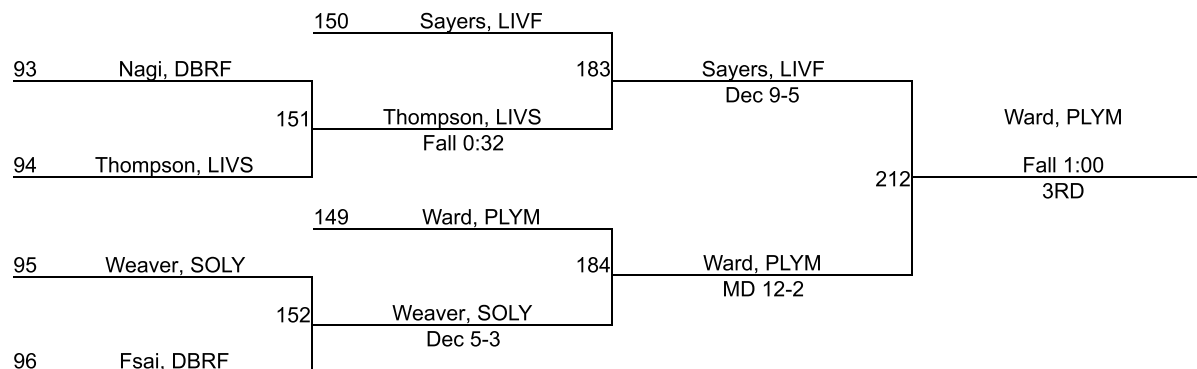 150 Sayers, LIVF
93 Nagi, DBRF
183 Sayers, LIVF
Dec 9-5
151 Thompson, LIVS
Fall 0:32
Ward, PLYM
94 Thompson, LIVS
212 Fall 1:00
3RD
149 Ward, PLYM
95 Weaver, SOLY
184 Ward, PLYM
MD 12-2
152 Weaver, SOLY
Dec 5-3
96 Fsai, DBRF